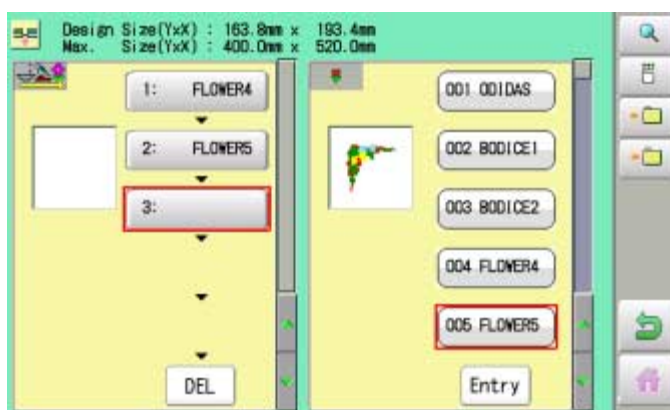 Design Size(YxX) : 163.8mm x 193.4mm
Max. Size(YxX) : 400.0mm x 520.0mm
1: FLOWER4
2: FLOWER5
3:
DEL
001 ODIDAS
002 BODICE1
003 BODICE2
004 FLOWER4
005 FLOWER5
Entry